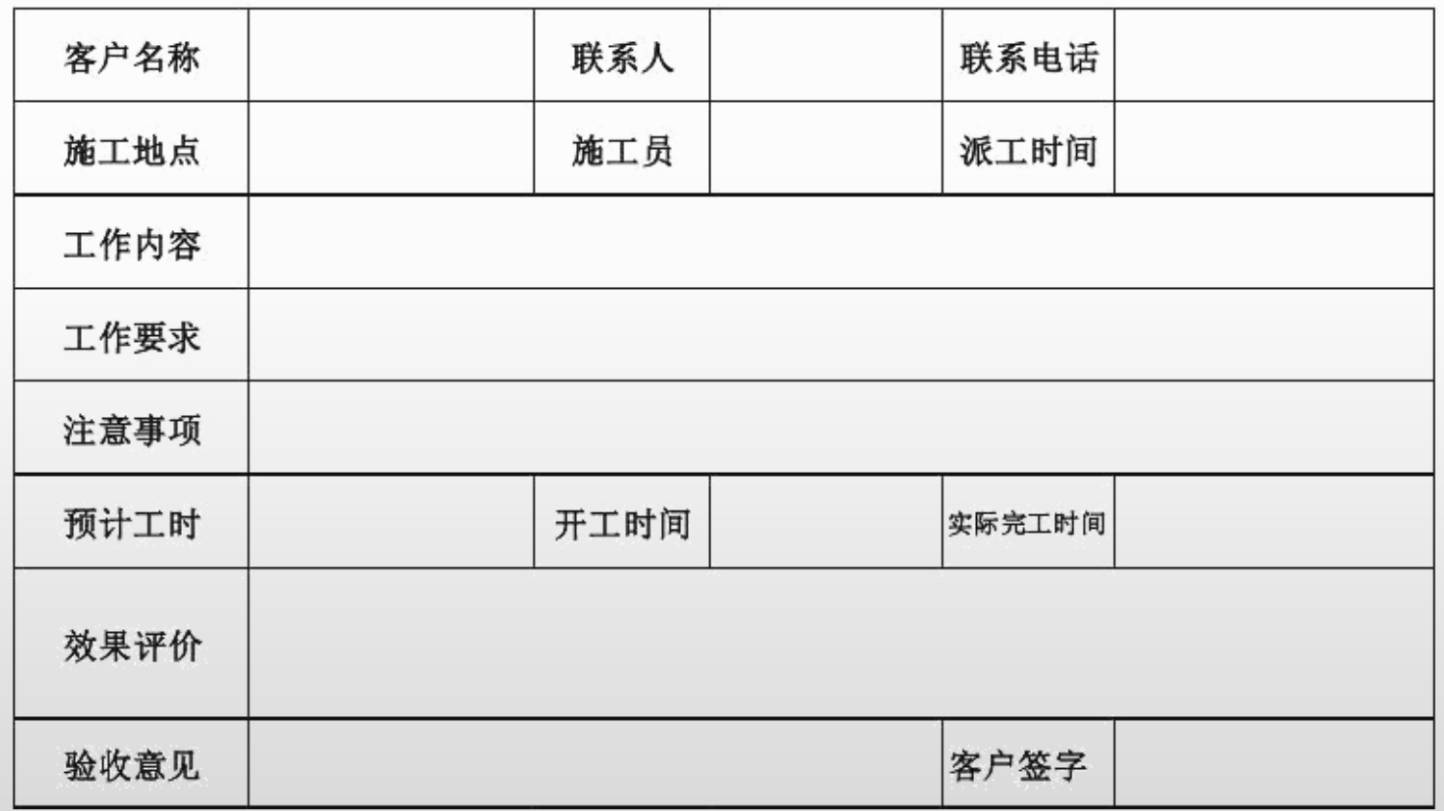 客户名称 联系人 联系电话
施工地点 施工员 派工时间
工作内容
工作要求
注意事项
预计工时 开工时间 实际完工时间
效果评价
验收意见 客户签字